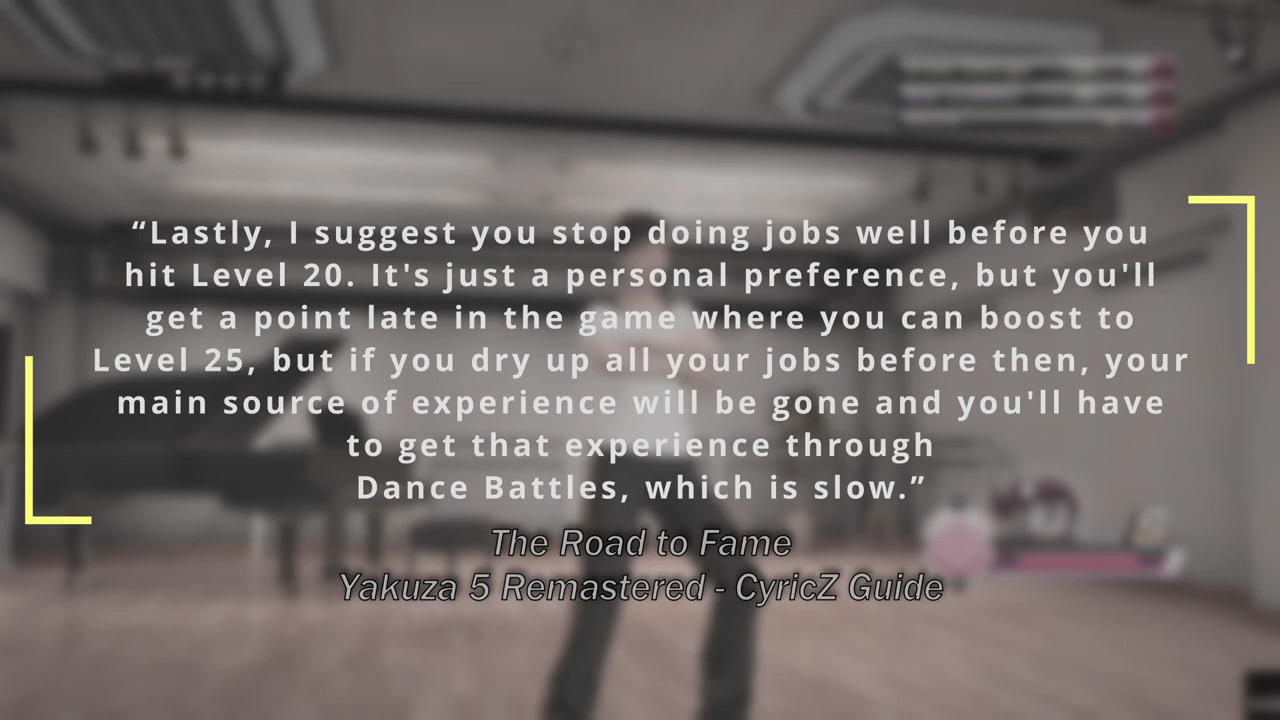 “Lastly, I suggest you stop doing jobs well before you
hit Level 20. It's just a personal preference, but you'll
get a point late in the game where you can boost to
Level 25, but if you dry up all your jobs before then, your
main source of experience will be gone and you'll have
to get that experience through
Dance Battles, which is slow.”
The Road to Fame
Yakuza 5 Remastered - CyricZ Guide